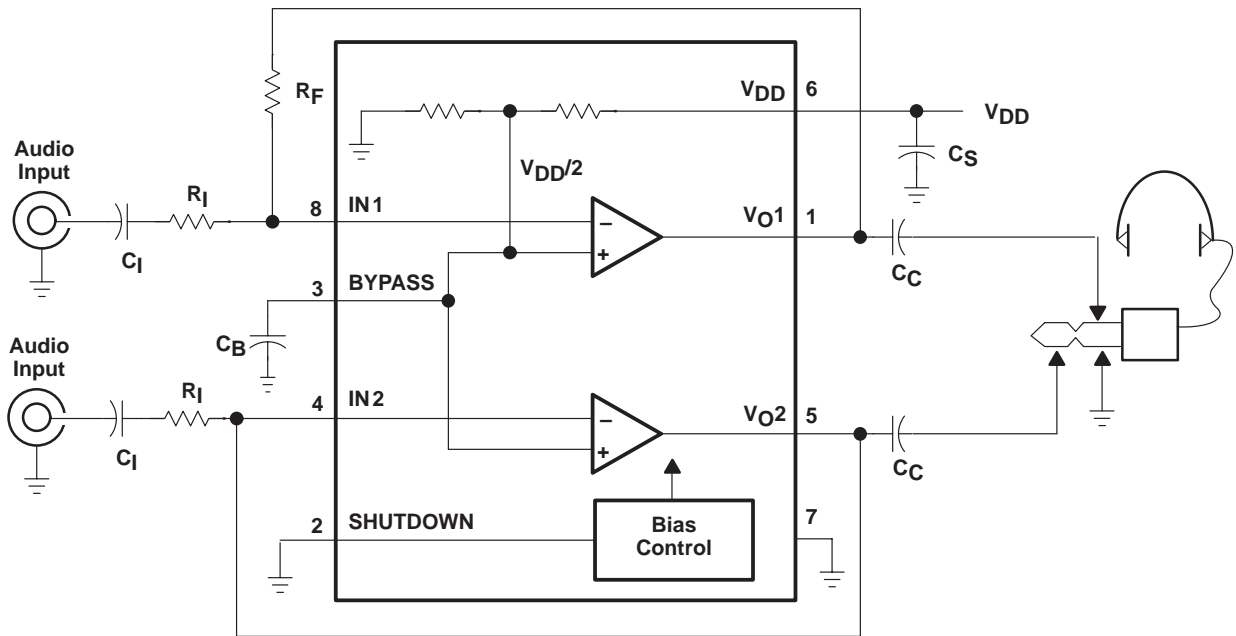 RF
VDD
6
VDD
CS
VDD/2
Audio
Input
RI
CI
8
IN1
–
+
VO1
1
CC
3
BYPASS
CB
Audio
Input
RI
CI
4
IN2
–
+
VO2
5
CC
2
SHUTDOWN
Bias
Control
7